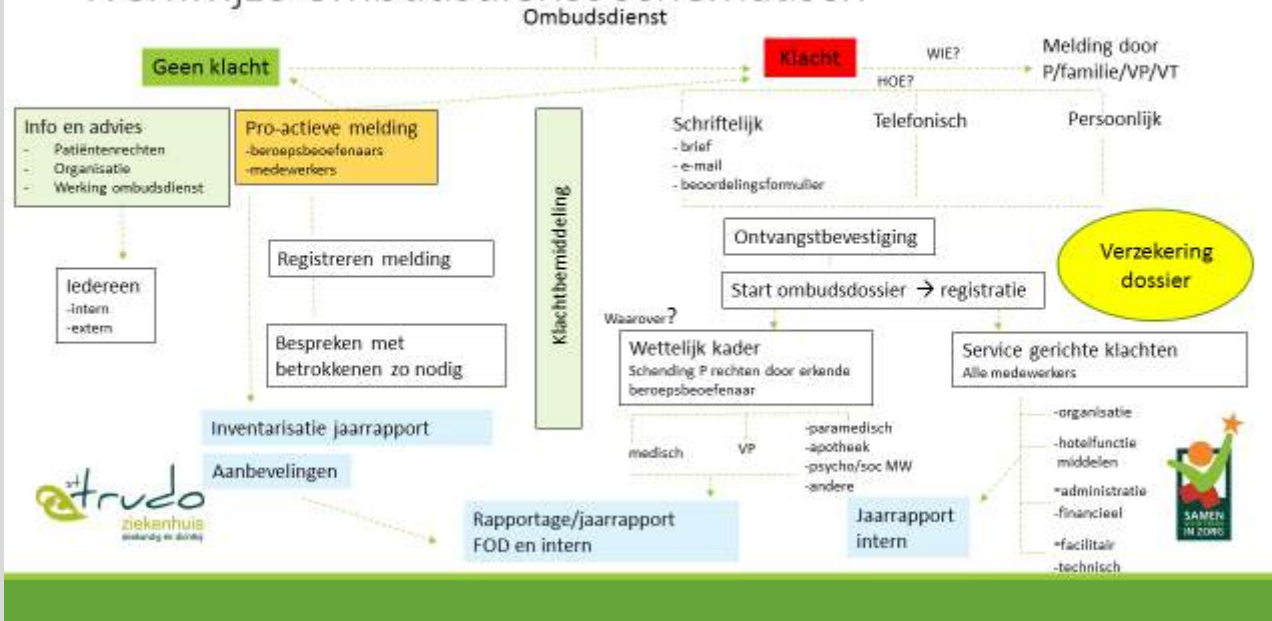 Ombudsdienst
Geen klacht
Klacht
WIE?
Melding door
P/familie/VP/VT
HOE?
Info en advies
- Patiëntenrechten
- Organisatie
- Werking ombudsdienst
Pro-actieve melding
-beroepsbeoefenaars
-medewerkers
Schriftelijk
- brief
- e-mail
- beoordelingsformulier
Telefonisch
Persoonlijk
Klachtbemiddeling
Iedereen
-intern
-extern
Registreren melding
Bespreken met
betrokkenen zo nodig
Ontvangstbevestiging
Start ombudsdossier → registratie
Verzekering
dossier
Waarover?
Wettelijk kader
Schending P rechten door erkende
beroepsbeoefenaar
Service gerichte klachten
Alle medewerkers
Inventarisatie jaarrapport
Aanbevelingen
medisch
VP
-paramedisch
-apotheek
-psycho/soc MW
-andere
-organisatie
-hotelfunctie
middelen
-administratie
-financieel
-facilitair
-technisch
Rapportage/jaarrapport
FOD en intern
Jaarrapport
intern
st trudo
ziekenhuis
SAMEN
IN ZORG